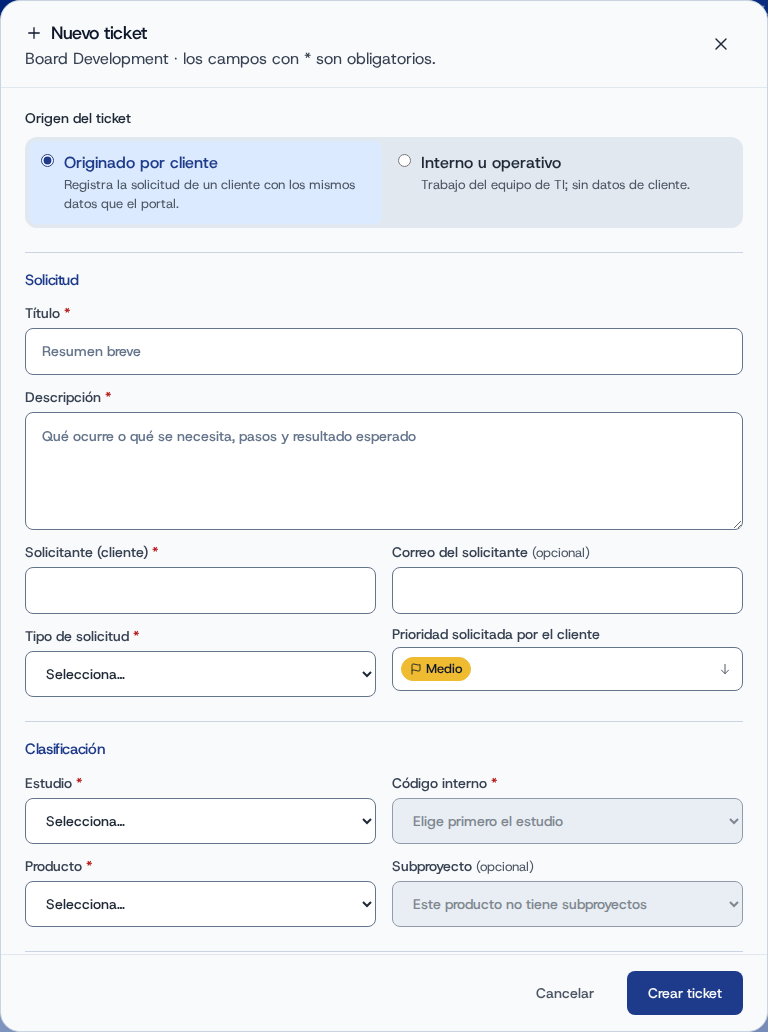 Nuevo ticket
Board Development · los campos con * son obligatorios.
Origen del ticket
Originado por cliente
Registra la solicitud de un cliente con los mismos
datos que el portal.
Interno u operativo
Trabajo del equipo de TI; sin datos de cliente.
Solicitud
Título *
Resumen breve
Descripción *
Qué ocurre o qué se necesita, pasos y resultado esperado
Solicitante (cliente) *
Correo del solicitante (opcional)
Tipo de solicitud *
Selecciona...
Prioridad solicitada por el cliente
Medio
Clasificación
Estudio *
Selecciona...
Código interno *
Elige primero el estudio
Producto *
Selecciona...
Subproyecto (opcional)
Este producto no tiene subproyectos
Cancelar
Crear ticket